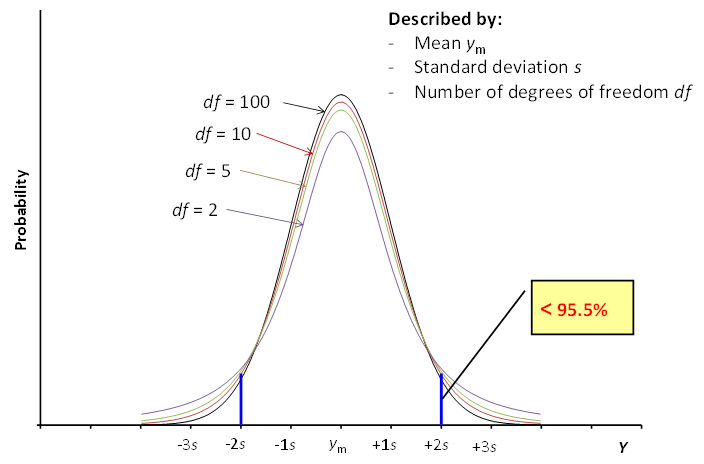 Described by:
- Mean ym
- Standard deviation s
- Number of degrees of freedom df
df = 100
df = 10
df = 5
df = 2
Probability
< 95.5%
-3s -2s -1s ym +1s +2s +3s Y